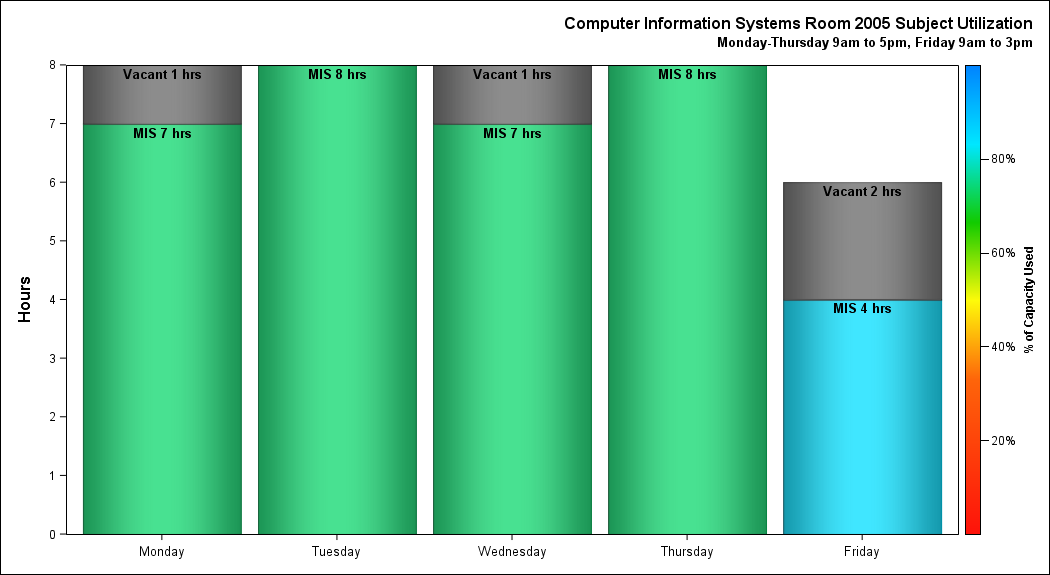 Computer Information Systems Room 2005 Subject Utilization
Monday-Thursday 9am to 5pm, Friday 9am to 3pm
Hours
8
7
6
5
4
3
2
1
0
Vacant 1 hrs
MIS 7 hrs
MIS 8 hrs
Vacant 1 hrs
MIS 7 hrs
MIS 8 hrs
Vacant 2 hrs
MIS 4 hrs
Monday
Tuesday
Wednesday
Thursday
Friday
80%
60%
40%
20%
% of Capacity Used